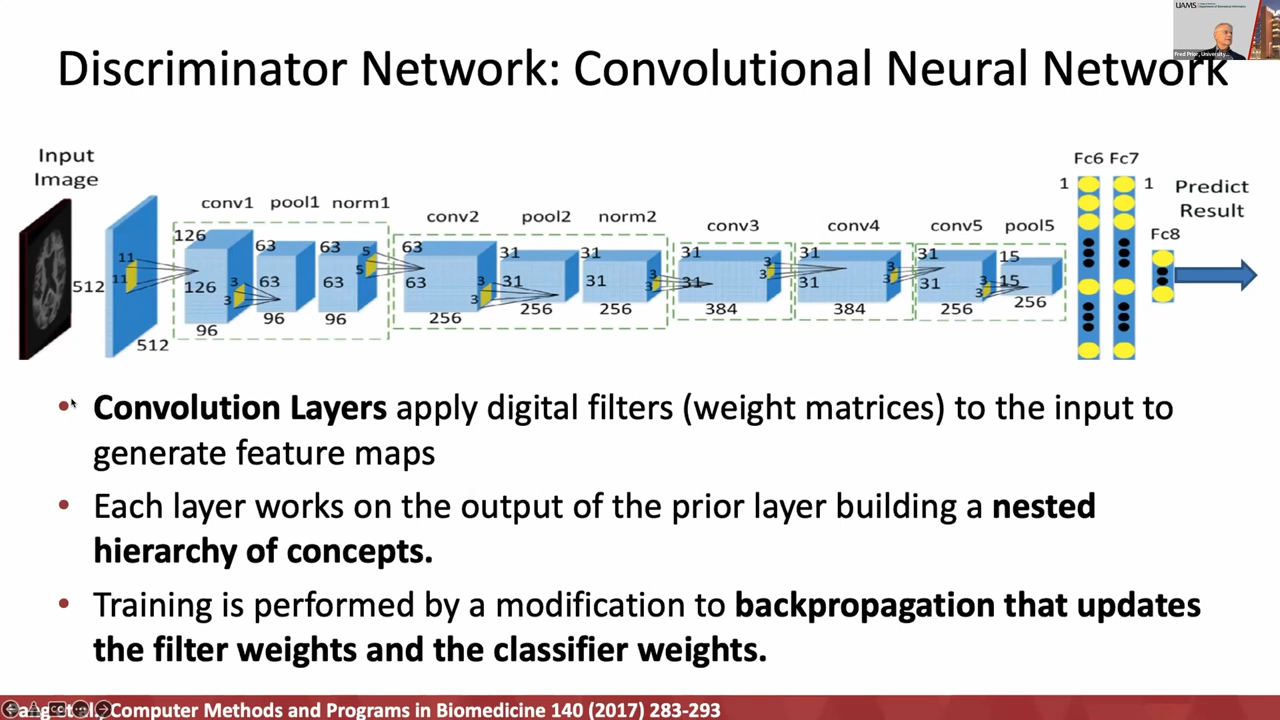 UAMS
Fred Prior, University...
Discriminator Network: Convolutional Neural Network
Input
Image
512
512
11
11
conv1 pool1 norm1
126
126
96
3
3
63
63
96
63
63
96
5
5
conv2 pool2 norm2
63
63
256
3
3
31
31
256
31
31
256
3
3
conv3
31
31
384
3
3
conv4
31
31
384
3
3
conv5 pool5
31
31
256
3
3
15
15
256
Fc6 Fc7
1
1
Fc8
Predict
Result
• Convolution Layers apply digital filters (weight matrices) to the input to
generate feature maps
• Each layer works on the output of the prior layer building a nested
hierarchy of concepts.
• Training is performed by a modification to backpropagation that updates
the filter weights and the classifier weights.
Computer Methods and Programs in Biomedicine 140 (2017) 283-293